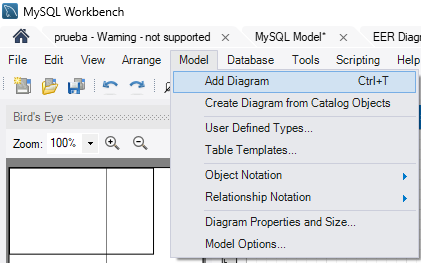 MySQL Workbench
prueba - Warning - not supported
MySQL Model*
EER Diagr
File Edit View Arrange Model Database Tools Scripting Help
Add Diagram Ctrl+T
Create Diagram from Catalog Objects
Bird's Eye
User Defined Types...
Zoom: 100%
Table Templates...
Object Notation
Relationship Notation
Diagram Properties and Size...
Model Options...